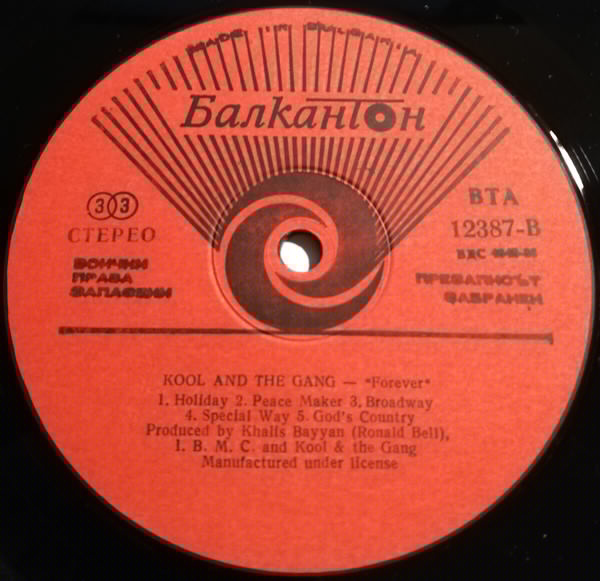 MADE IN BULGARIA
Балкантон
33
СТЕРЕО
ВСИЧКИ
ПРАВА
ЗАПАЗЕНИ
ВТА
12387-В
БДС
ПРЕЗАПИСЪТ
ЗАБРАНЕН
KOOL AND THE GANG — "Forever"
1. Holiday 2. Peace Maker 3. Broadway
4. Special Way 5. God's Country
Produced by Khalis Bayyan (Ronald Bell),
I. B. M. C. and Kool & the Gang
Manufactured under license